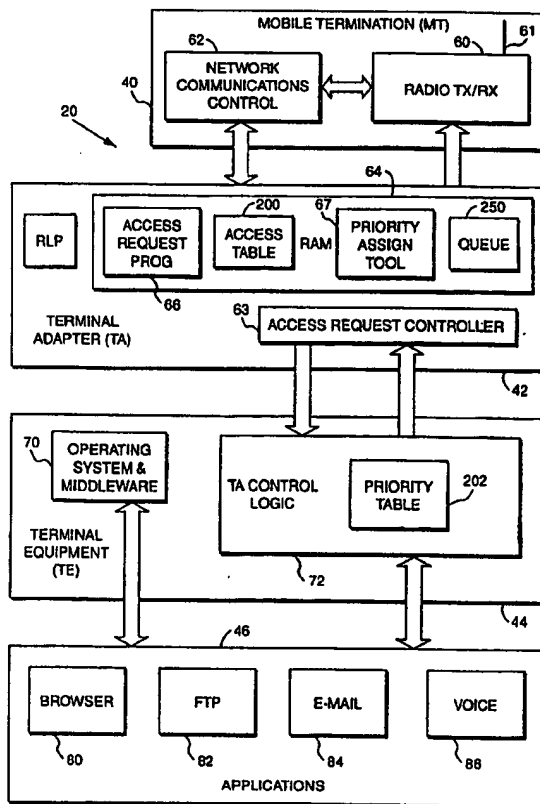 MOBILE TERMINATION (MT)
61
62
60
NETWORK
COMMUNICATIONS
CONTROL
RADIO TX/RX
40
20
64
200
67
250
RLP
ACCESS
REQUEST
PROG
ACCESS
TABLE
RAM
PRIORITY
ASSIGN
TOOL
QUEUE
66
63
TERMINAL
ADAPTER (TA)
ACCESS REQUEST CONTROLLER
42
70
OPERATING
SYSTEM &
MIDDLEWARE
TA CONTROL
LOGIC
PRIORITY
TABLE
202
TERMINAL
EQUIPMENT
(TE)
72
44
46
BROWSER
FTP
E-MAIL
VOICE
80
82
84
86
APPLICATIONS